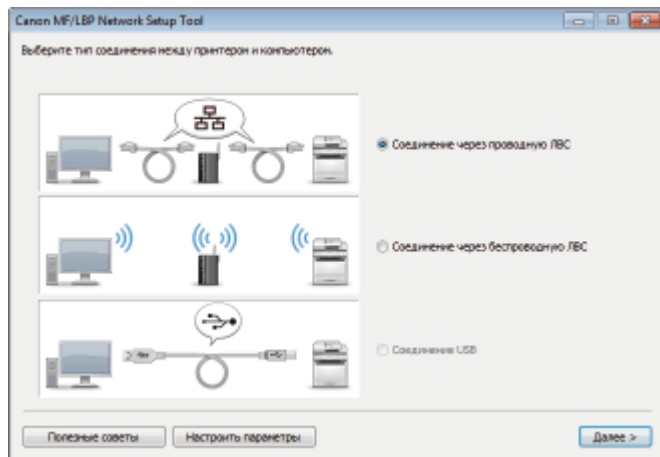 Canon MF/LBP Network Setup Tool
Выберите тип соединения между принтером и компьютером.
Соединение через проводную ЛВС
Соединение через беспроводную ЛВС
Соединение USB
Полезные советы
Настроить параметры
Далее >